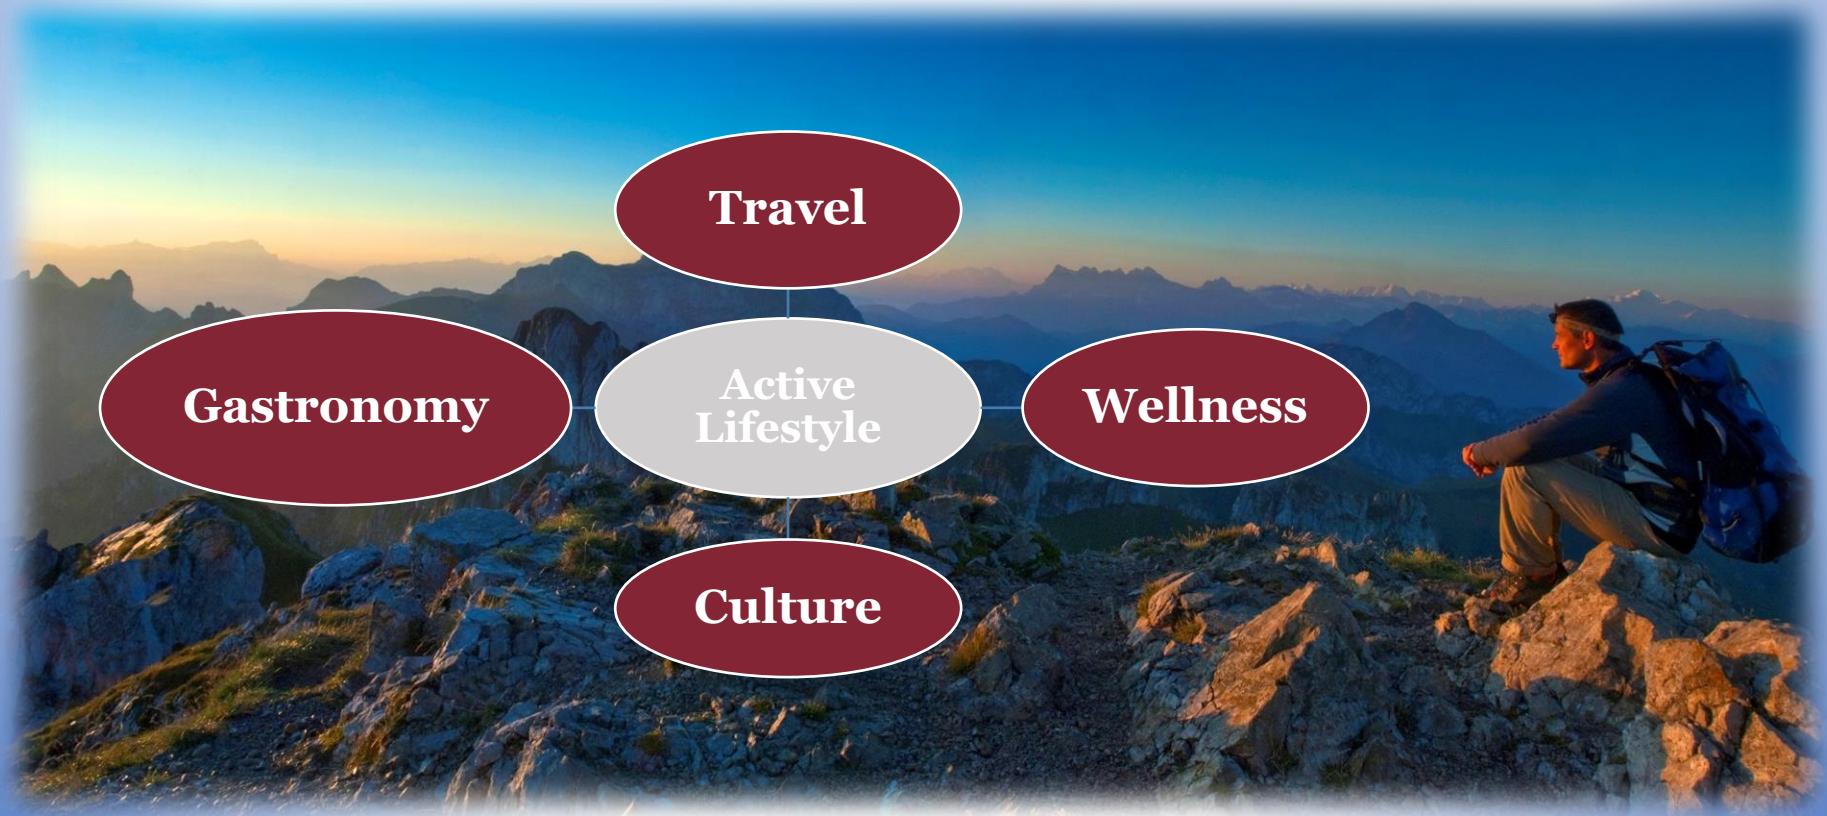 Travel
Gastronomy
Active
Lifestyle
Wellness
Culture